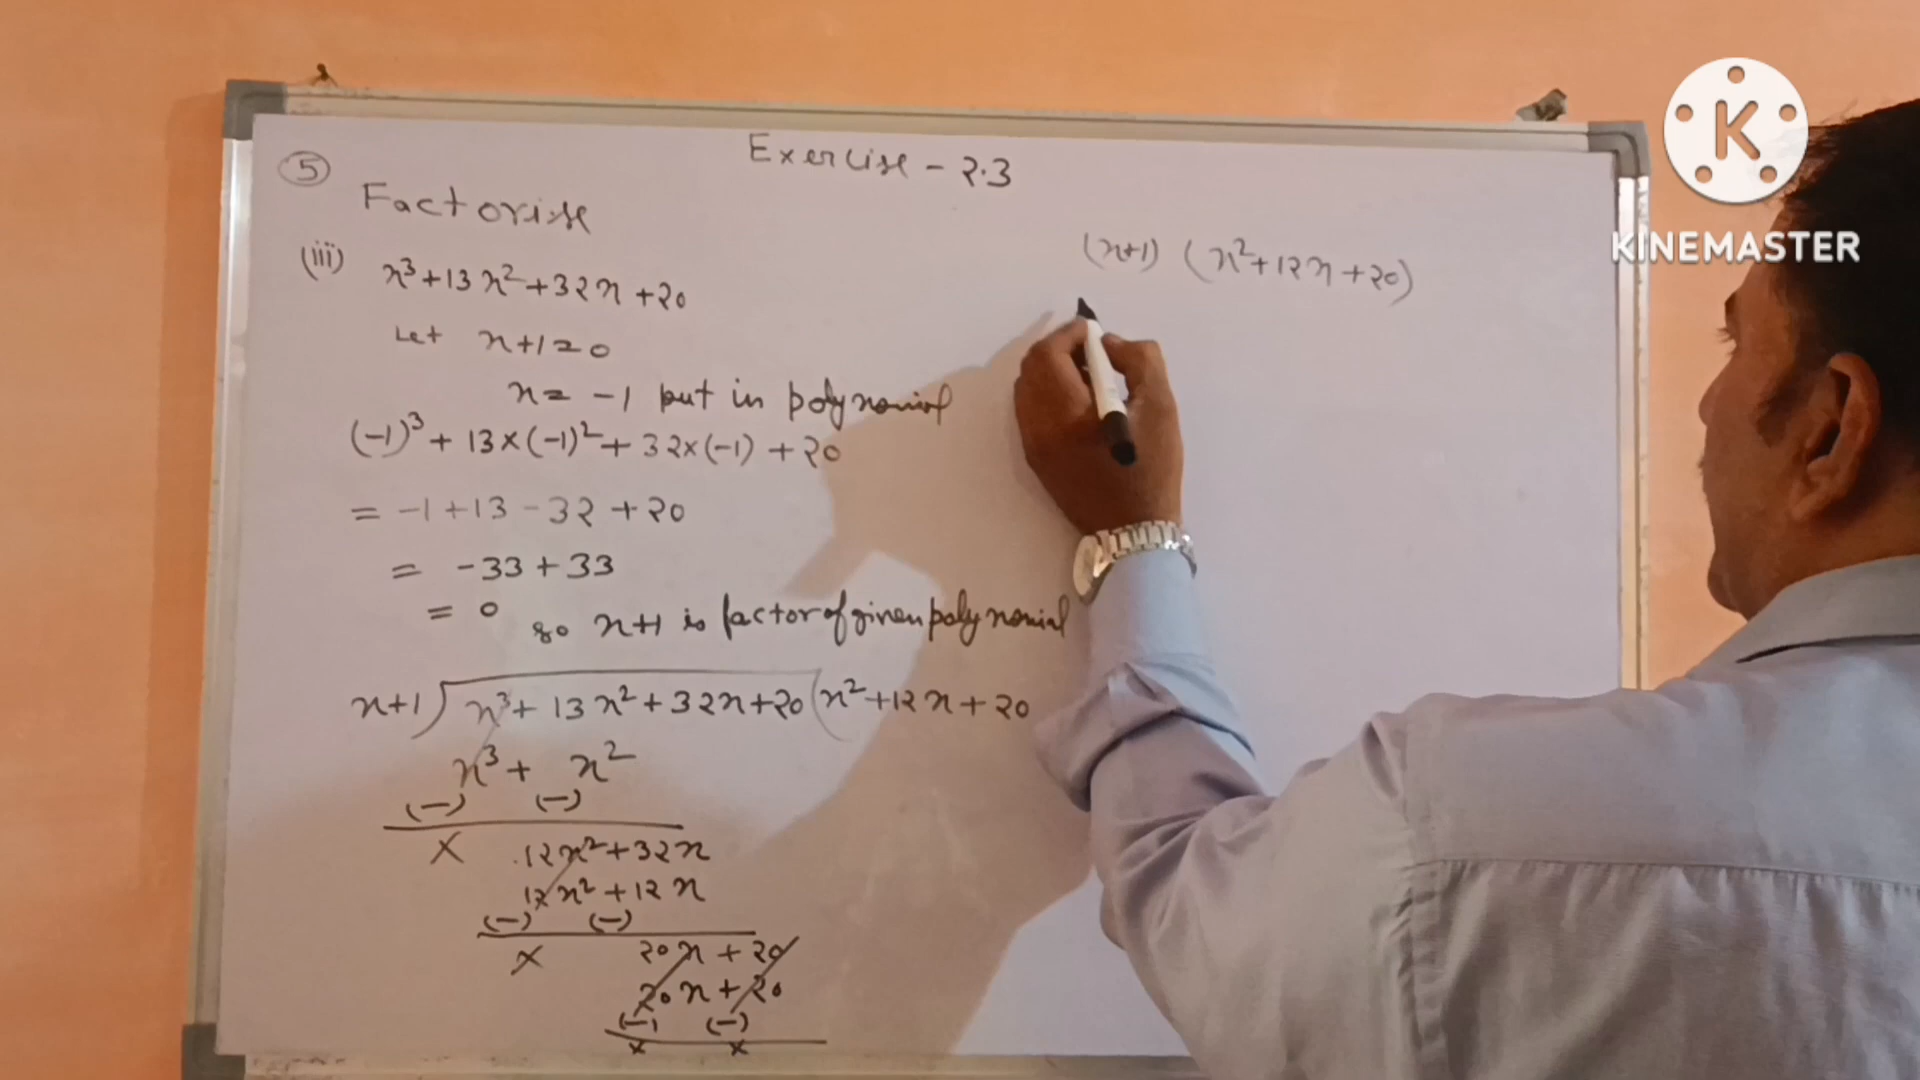 Exercise - 2.3
(5)
Factorise
(iii) x³+13x²+32x+20
Let x+1=0
x= -1 put in polynomial
(-1)³+ 13×(-1)²+ 32×(-1) +20
= -1+13-32+20
= -33+33
= 0 so x+1 is factor of given polynomial
x+1) x³+ 13x²+32x+20 (x²+12x+20
x³+ x²
(-) (-)
x 12x²+32x
12x²+12x
(-) (-)
x 20x+20
20x+20
(-) (-)
x x
(x+1) (x²+12x+20)
K
KINEMASTER